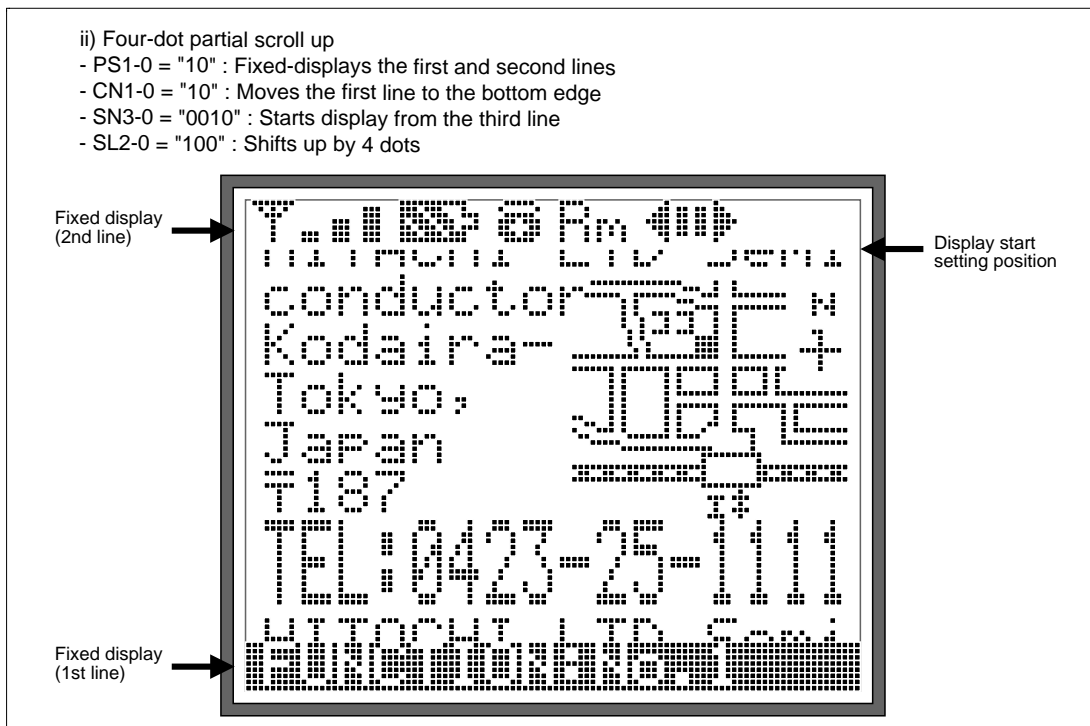 ii) Four-dot partial scroll up
- PS1-0 = "10" : Fixed-displays the first and second lines
- CN1-0 = "10" : Moves the first line to the bottom edge
- SN3-0 = "0010" : Starts display from the third line
- SL2-0 = "100" : Shifts up by 4 dots
Fixed display
(2nd line)
Rm
Display start
setting position
conductor
N
Kodaira-
Tokyo,
Japan
T187
TEL:0423-25-1111
Fixed display
(1st line)